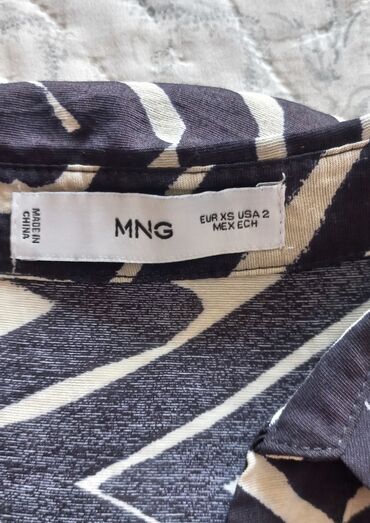 MADE IN
CHINA
MNG
EUR XS USA 2
MEX ECH